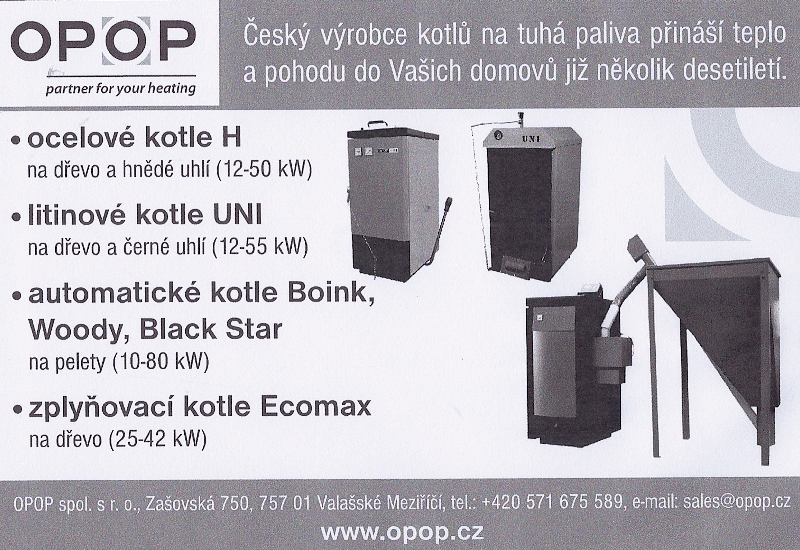 OPOP
partner for your heating
Český výrobce kotlů na tuhá paliva přináší teplo
a pohodu do Vašich domovů již několik desetiletí.
• ocelové kotle H
na dřevo a hnědé uhlí (12-50 kW)
• litinové kotle UNI
na dřevo a černé uhlí (12-55 kW)
• automatické kotle Boink,
Woody, Black Star
na pelety (10-80 kW)
• zplyňovací kotle Ecomax
na dřevo (25-42 kW)
UNI
OPOP spol. s r. o., Zašovská 750, 757 01 Valašské Meziříčí, tel.: +420 571 675 589, e-mail: sales@opop.cz
www.opop.cz